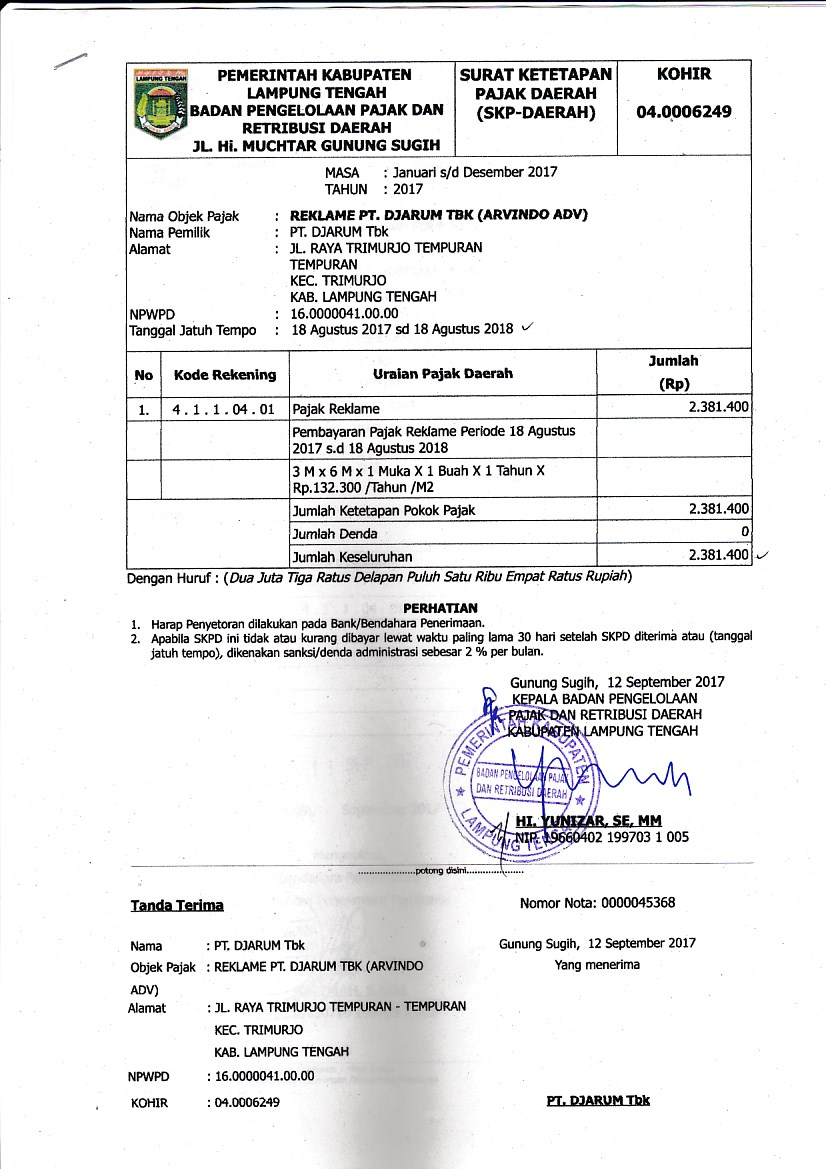 LAMPUNG TENGAH
PEMERINTAH KABUPATEN
LAMPUNG TENGAH
BADAN PENGELOLAAN PAJAK DAN
RETRIBUSI DAERAH
JL. Hi. MUCHTAR GUNUNG SUGIH
SURAT KETETAPAN
PAJAK DAERAH
(SKP-DAERAH)
KOHIR
04.0006249
MASA : Januari s/d Desember 2017
TAHUN : 2017
Nama Objek Pajak : REKLAME PT. DJARUM TBK (ARVINDO ADV)
Nama Pemilik : PT. DJARUM Tbk
Alamat : JL. RAYA TRIMURJO TEMPURAN
TEMPURAN
KEC. TRIMURJO
KAB. LAMPUNG TENGAH
NPWPD : 16.0000041.00.00
Tanggal Jatuh Tempo : 18 Agustus 2017 sd 18 Agustus 2018
No Kode Rekening Uraian Pajak Daerah Jumlah
(Rp)
1. 4 . 1 . 1 . 04 . 01 Pajak Reklame 2.381.400
Pembayaran Pajak Reklame Periode 18 Agustus
2017 s.d 18 Agustus 2018
3 M x 6 M x 1 Muka X 1 Buah X 1 Tahun X
Rp.132.300 /Tahun /M2
Jumlah Ketetapan Pokok Pajak 2.381.400
Jumlah Denda 0
Jumlah Keseluruhan 2.381.400
Dengan Huruf : (Dua Juta Tiga Ratus Delapan Puluh Satu Ribu Empat Ratus Rupiah)
PERHATIAN
1. Harap Penyetoran dilakukan pada Bank/Bendahara Penerimaan.
2. Apabila SKPD ini tidak atau kurang dibayar lewat waktu paling lama 30 hari setelah SKPD diterima atau (tanggal
jatuh tempo), dikenakan sanksi/denda administrasi sebesar 2 % per bulan.
Gunung Sugih, 12 September 2017
KEPALA BADAN PENGELOLAAN
PAJAK DAN RETRIBUSI DAERAH
KABUPATEN LAMPUNG TENGAH
PEMERINTAH KABUPATEN
BADAN PENGELOLAAN PAJAK
DAN RETRIBUSI DAERAH
LAMPUNG TENGAH
HI. YUNIZAR, SE, MM
NIP. 19660402 199703 1 005
......................potong disini......................
Tanda Terima
Nomor Nota: 0000045368
Nama : PT. DJARUM Tbk
Gunung Sugih, 12 September 2017
Objek Pajak : REKLAME PT. DJARUM TBK (ARVINDO
Yang menerima
ADV)
Alamat : JL. RAYA TRIMURJO TEMPURAN - TEMPURAN
KEC. TRIMURJO
KAB. LAMPUNG TENGAH
NPWPD : 16.0000041.00.00
KOHIR : 04.0006249
PT. DJARUM Tbk